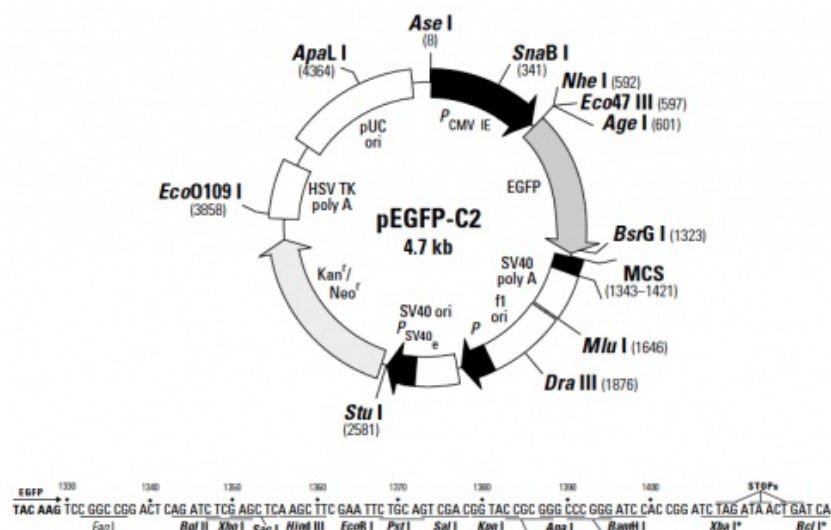 Ase I
(8)
ApaL I
(4364)
SnaB I
(341)
Nhe I (592)
Eco47 III (597)
Age I (601)
P CMV IE
pUC
ori
EGFP
HSV TK
poly A
EcoO109 I
(3858)
pEGFP-C2
4.7 kb
BsrG I (1323)
MCS
(1343–1421)
SV40
poly A
f1
ori
Kanr/
Neor
SV40 ori
P SV40 e
P
Mlu I (1646)
Dra III (1876)
Stu I
(2581)
EGFP 1330 1340 1350 1360 1370 1380 1390 1400 STOPs
TAC AAG TCC GGC CGG ACT CAG ATC TCG AGC TCA AGC TTC GAA TTC TGC AGT CGA CGG TAC CGC GGG CCC GGG ATC CAC CGG ATC TAG ATA ACT GAT CA
Eag I Bgl II Xho I Sac I Hind III EcoR I Pst I Sal I Kpn I Apa I BamH I Xba I* Bcl I*